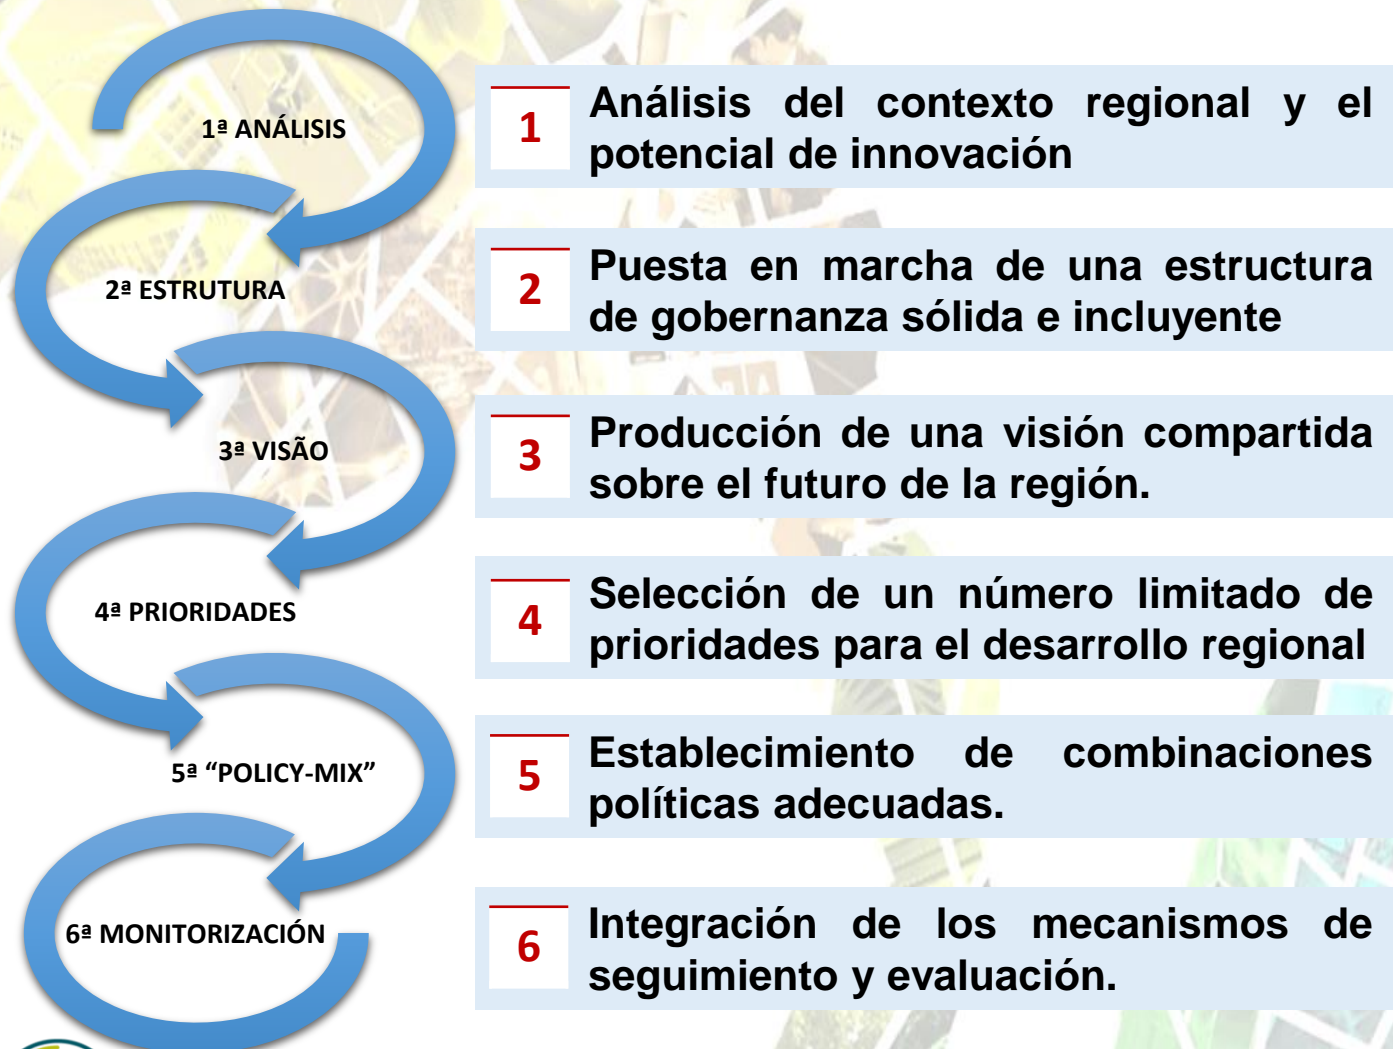 1ª ANÁLISIS
1
Análisis del contexto regional y el
potencial de innovación
2ª ESTRUTURA
2
Puesta en marcha de una estructura
de gobernanza sólida e incluyente
3ª VISÃO
3
Producción de una visión compartida
sobre el futuro de la región.
4ª PRIORIDADES
4
Selección de un número limitado de
prioridades para el desarrollo regional
5ª “POLICY-MIX”
5
Establecimiento de combinaciones
políticas adecuadas.
6ª MONITORIZACIÓN
6
Integración de los mecanismos de
seguimiento y evaluación.